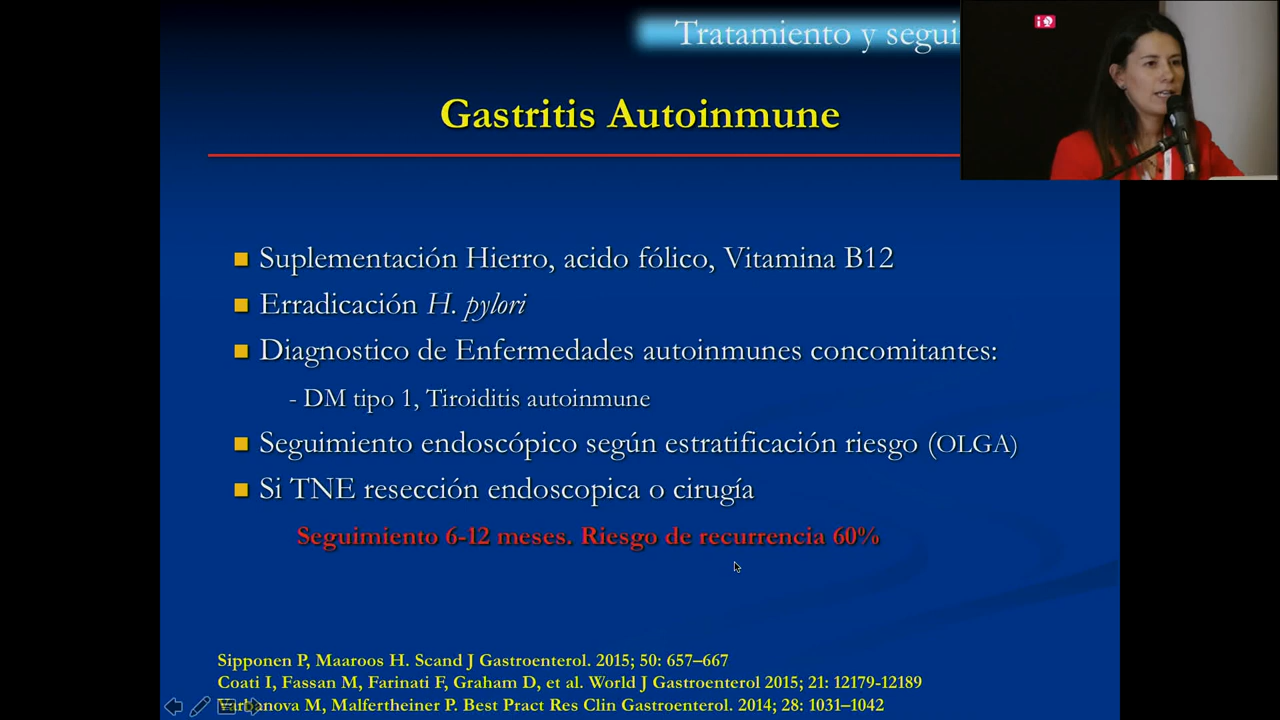 Tratamiento y segui
Gastritis Autoinmune
■ Suplementación Hierro, acido fólico, Vitamina B12
■ Erradicación H. pylori
■ Diagnostico de Enfermedades autoinmunes concomitantes:
- DM tipo 1, Tiroiditis autoinmune
■ Seguimiento endoscópico según estratificación riesgo (OLGA)
■ Si TNE resección endoscopica o cirugía
Seguimiento 6-12 meses. Riesgo de recurrencia 60%
Sipponen P, Maaroos H. Scand J Gastroenterol. 2015; 50: 657–667
Coati I, Fassan M, Farinati F, Graham D, et al. World J Gastroenterol 2015; 21: 12179-12189
M, Malfertheiner P. Best Pract Res Clin Gastroenterol. 2014; 28: 1031–1042